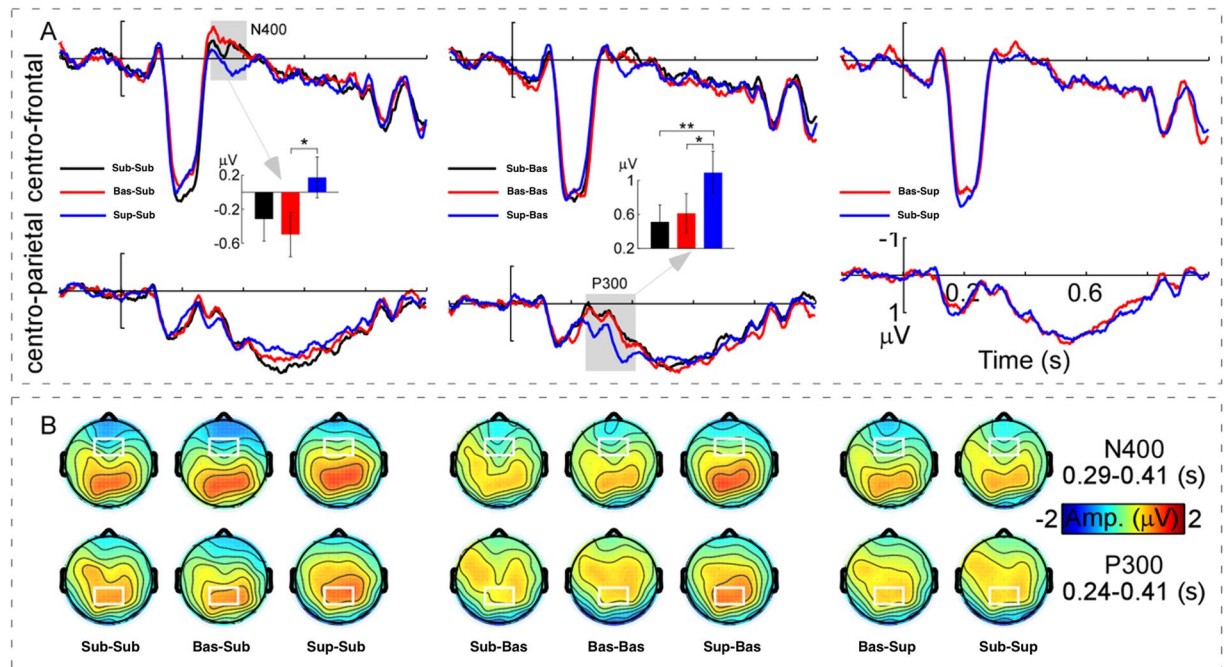 A
N400
centro-parietal centro-frontal
Sub-Sub
Bas-Sub
Sup-Sub
μV
0.2
-0.2
-0.6
*
Sub-Bas
Bas-Bas
Sup-Bas
μV
1
0.6
0.2
**
*
P300
Bas-Sup
Sub-Sup
-1
0.2
0.6
1
μV
Time (s)
B
N400
0.29-0.41 (s)
-2 Amp. (μV) 2
P300
0.24-0.41 (s)
Sub-Sub Bas-Sub Sup-Sub Sub-Bas Bas-Bas Sup-Bas Bas-Sup Sub-Sup